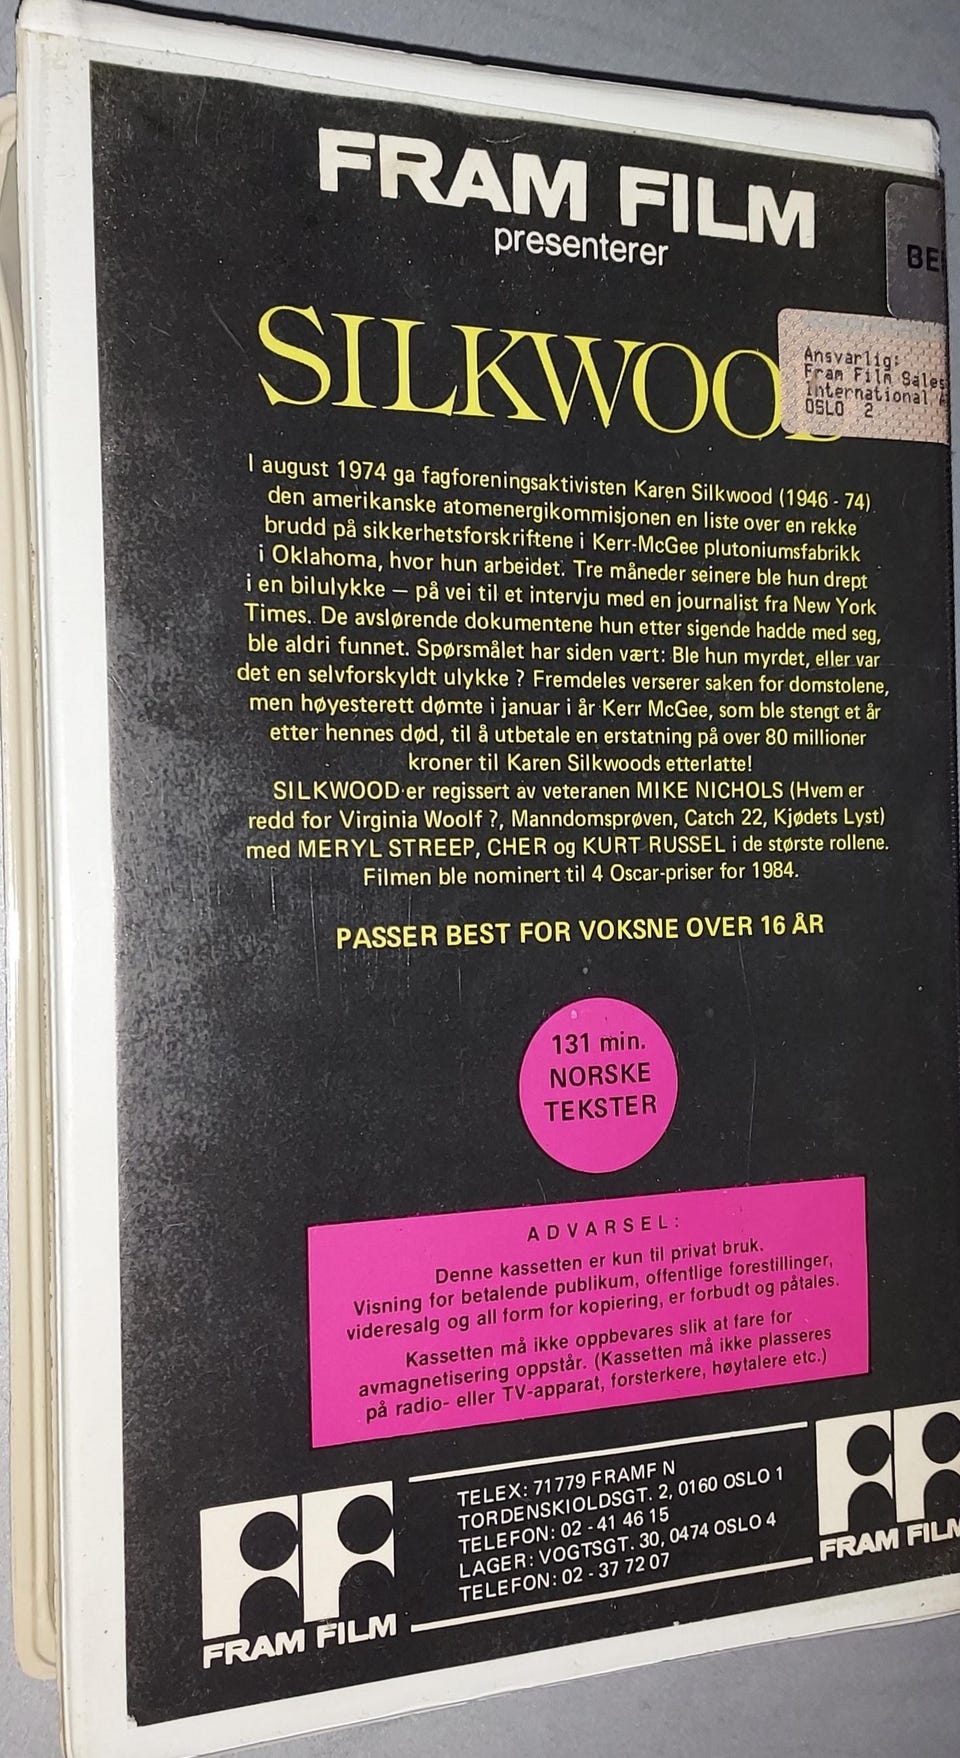 FRAM FILM
presenterer
SILKWOOD
BE
Ansvarlig:
Fram Film Sales
International
OSLO 2
I august 1974 ga fagforeningsaktivisten Karen Silkwood (1946 - 74)
den amerikanske atomenergikommisjonen en liste over en rekke
brudd på sikkerhetsforskriftene i Kerr-McGee plutoniumsfabrikk
i Oklahoma, hvor hun arbeidet. Tre måneder seinere ble hun drept
i en bilulykke — på vei til et intervju med en journalist fra New York
Times. De avslørende dokumentene hun etter sigende hadde med seg,
ble aldri funnet. Spørsmålet har siden vært: Ble hun myrdet, eller var
det en selvforskyldt ulykke ? Fremdeles verserer saken for domstolene,
men høyesterett dømte i januar i år Kerr McGee, som ble stengt et år
etter hennes død, til å utbetale en erstatning på over 80 millioner
kroner til Karen Silkwoods etterlatte!
SILKWOOD er regissert av veteranen MIKE NICHOLS (Hvem er
redd for Virginia Woolf ?, Manndomsprøven, Catch 22, Kjødets Lyst)
med MERYL STREEP, CHER og KURT RUSSEL i de største rollene.
Filmen ble nominert til 4 Oscar-priser for 1984.
PASSER BEST FOR VOKSNE OVER 16 ÅR
131 min.
NORSKE
TEKSTER
ADVARSEL:
Denne kassetten er kun til privat bruk.
Visning for betalende publikum, offentlige forestillinger,
videresalg og all form for kopiering, er forbudt og påtales.
Kassetten må ikke oppbevares slik at fare for
avmagnetisering oppstår. (Kassetten må ikke plasseres
på radio- eller TV-apparat, forsterkere, høytalere etc.)
TELEX: 71779 FRAMF N
TORDENSKIOLDSGT. 2, 0160 OSLO 1
TELEFON: 02 - 41 46 15
LAGER: VOGTSGT. 30, 0474 OSLO 4
TELEFON: 02 - 37 72 07
FRAM FILM
FRAM FILM